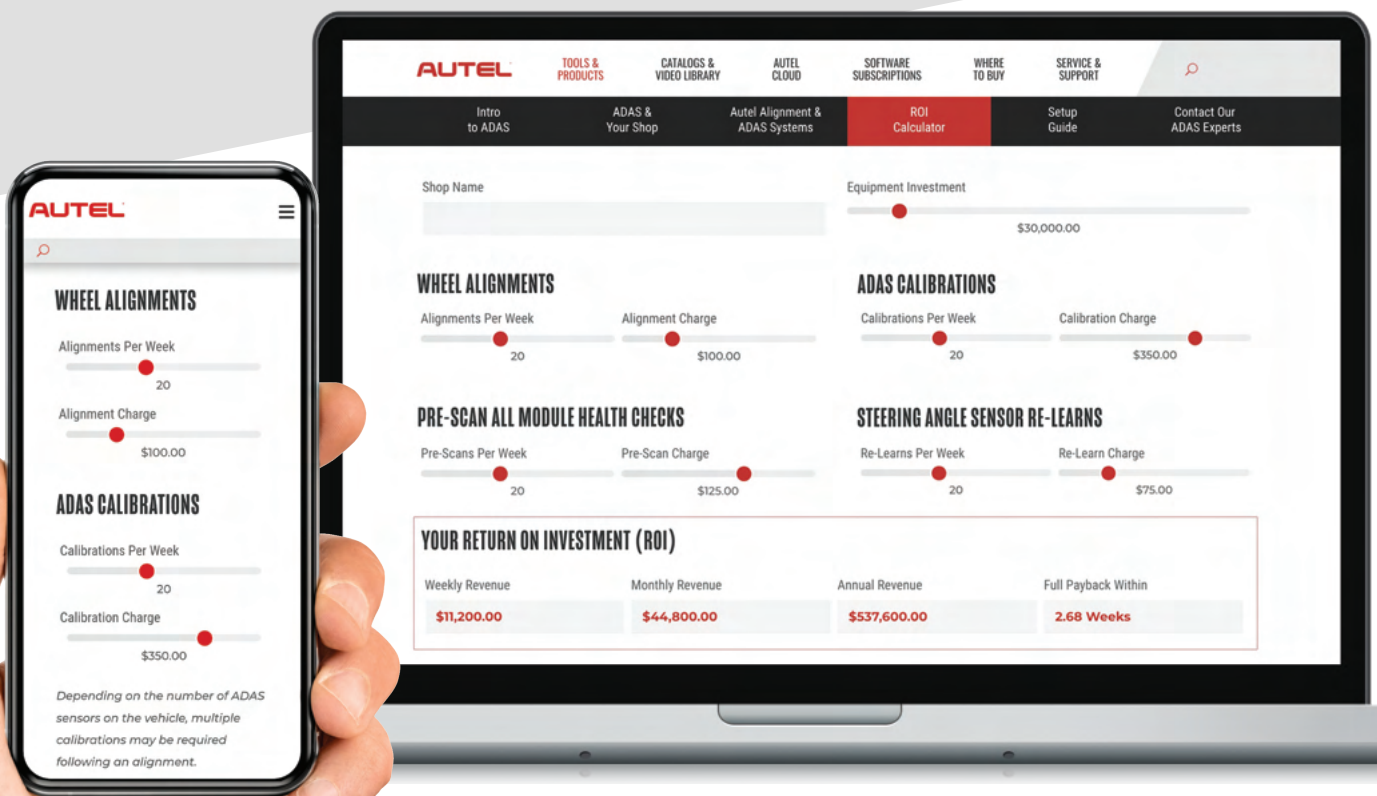 AUTEL
TOOLS &
PRODUCTS
CATALOGS &
VIDEO LIBRARY
AUTEL
CLOUD
SOFTWARE
SUBSCRIPTIONS
WHERE
TO BUY
SERVICE &
SUPPORT
Intro
to ADAS
ADAS &
Your Shop
Autel Alignment &
ADAS Systems
ROI
Calculator
Setup
Guide
Contact Our
ADAS Experts
Shop Name
Equipment Investment
$30,000.00
WHEEL ALIGNMENTS
Alignments Per Week
20
Alignment Charge
$100.00
ADAS CALIBRATIONS
Calibrations Per Week
20
Calibration Charge
$350.00
PRE-SCAN ALL MODULE HEALTH CHECKS
Pre-Scans Per Week
20
Pre-Scan Charge
$125.00
STEERING ANGLE SENSOR RE-LEARNS
Re-Learns Per Week
20
Re-Learn Charge
$75.00
YOUR RETURN ON INVESTMENT (ROI)
Weekly Revenue
$11,200.00
Monthly Revenue
$44,800.00
Annual Revenue
$537,600.00
Full Payback Within
2.68 Weeks
AUTEL
WHEEL ALIGNMENTS
Alignments Per Week
20
Alignment Charge
$100.00
ADAS CALIBRATIONS
Calibrations Per Week
20
Calibration Charge
$350.00
Depending on the number of ADAS
sensors on the vehicle, multiple
calibrations may be required
following an alignment.